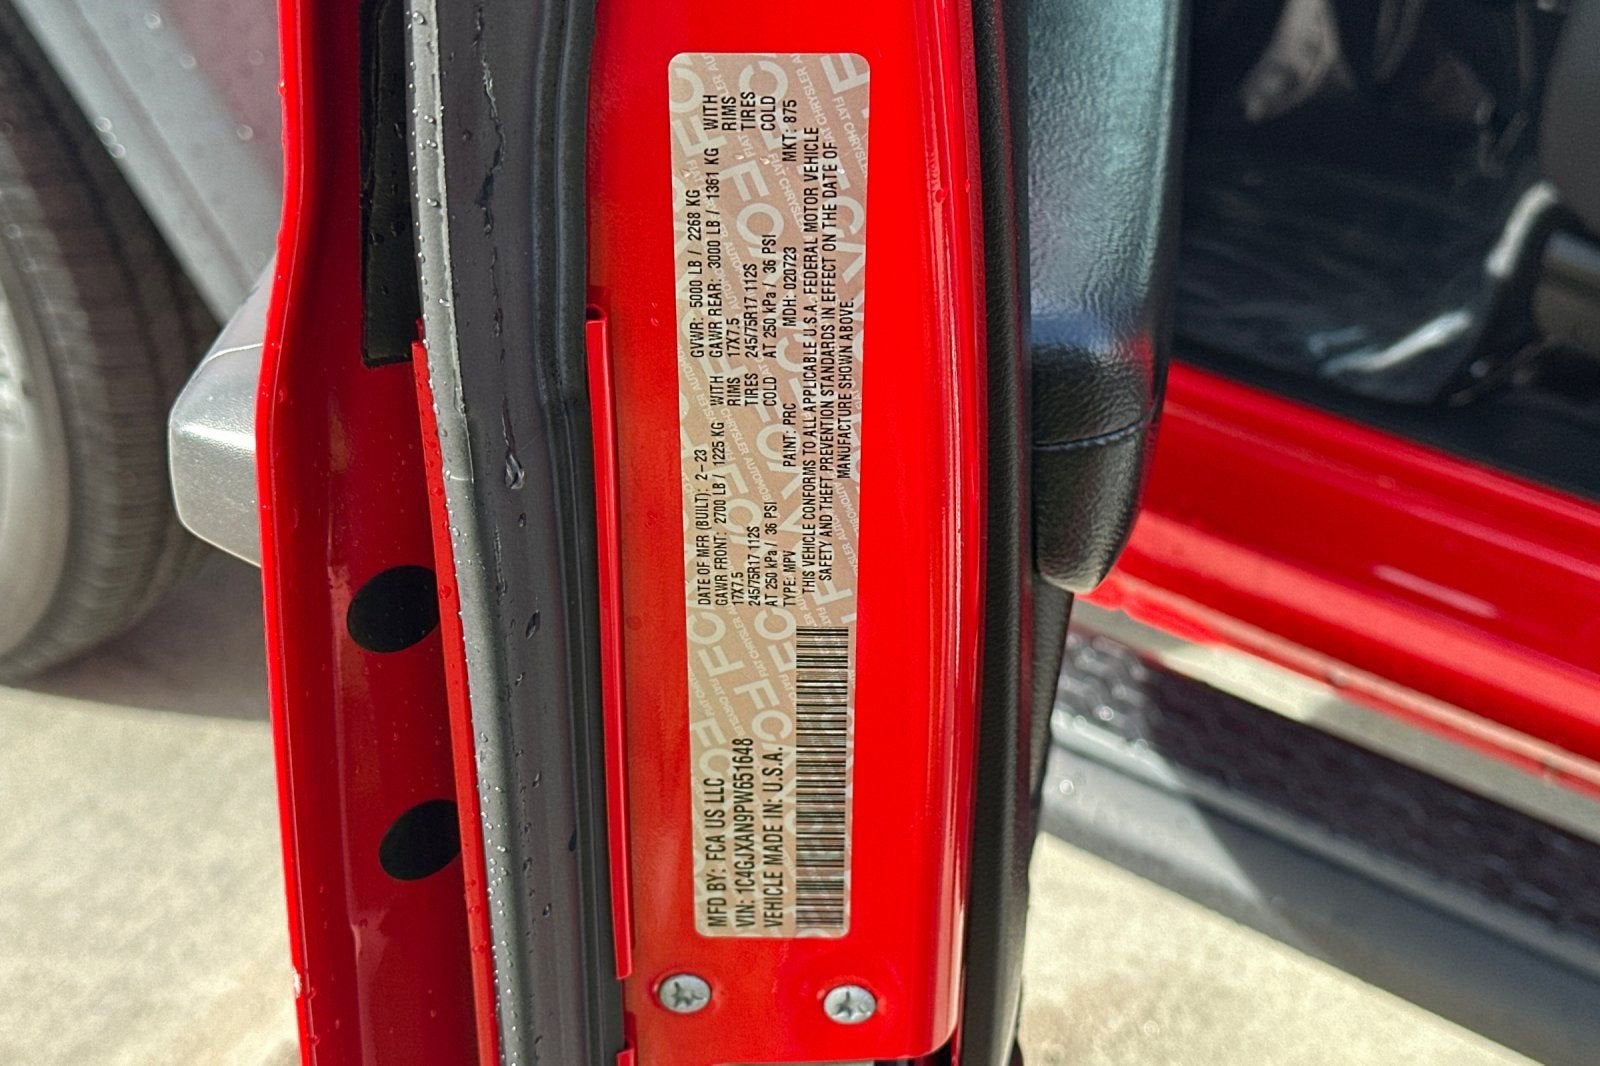 MFD BY: FCA US LLC
VIN: 1C4GJXAN9PW651648
VEHICLE MADE IN: U.S.A.
DATE OF MFR (BUILT): 2-23 GVWR: 5000 LB / 2268 KG
GAWR FRONT: 2700 LB / 1225 KG WITH GAWR REAR: 3000 LB / 1361 KG WITH
17X7.5 RIMS 17X7.5 RIMS
245/75R17 112S TIRES 245/75R17 112S TIRES
AT 250 kPa / 36 PSI COLD AT 250 kPa / 36 PSI COLD
TYPE: MPV PAINT: PRC MDH: 020723 MKT: 875
THIS VEHICLE CONFORMS TO ALL APPLICABLE U.S.A. FEDERAL MOTOR VEHICLE
SAFETY AND THEFT PREVENTION STANDARDS IN EFFECT ON THE DATE OF
MANUFACTURE SHOWN ABOVE.